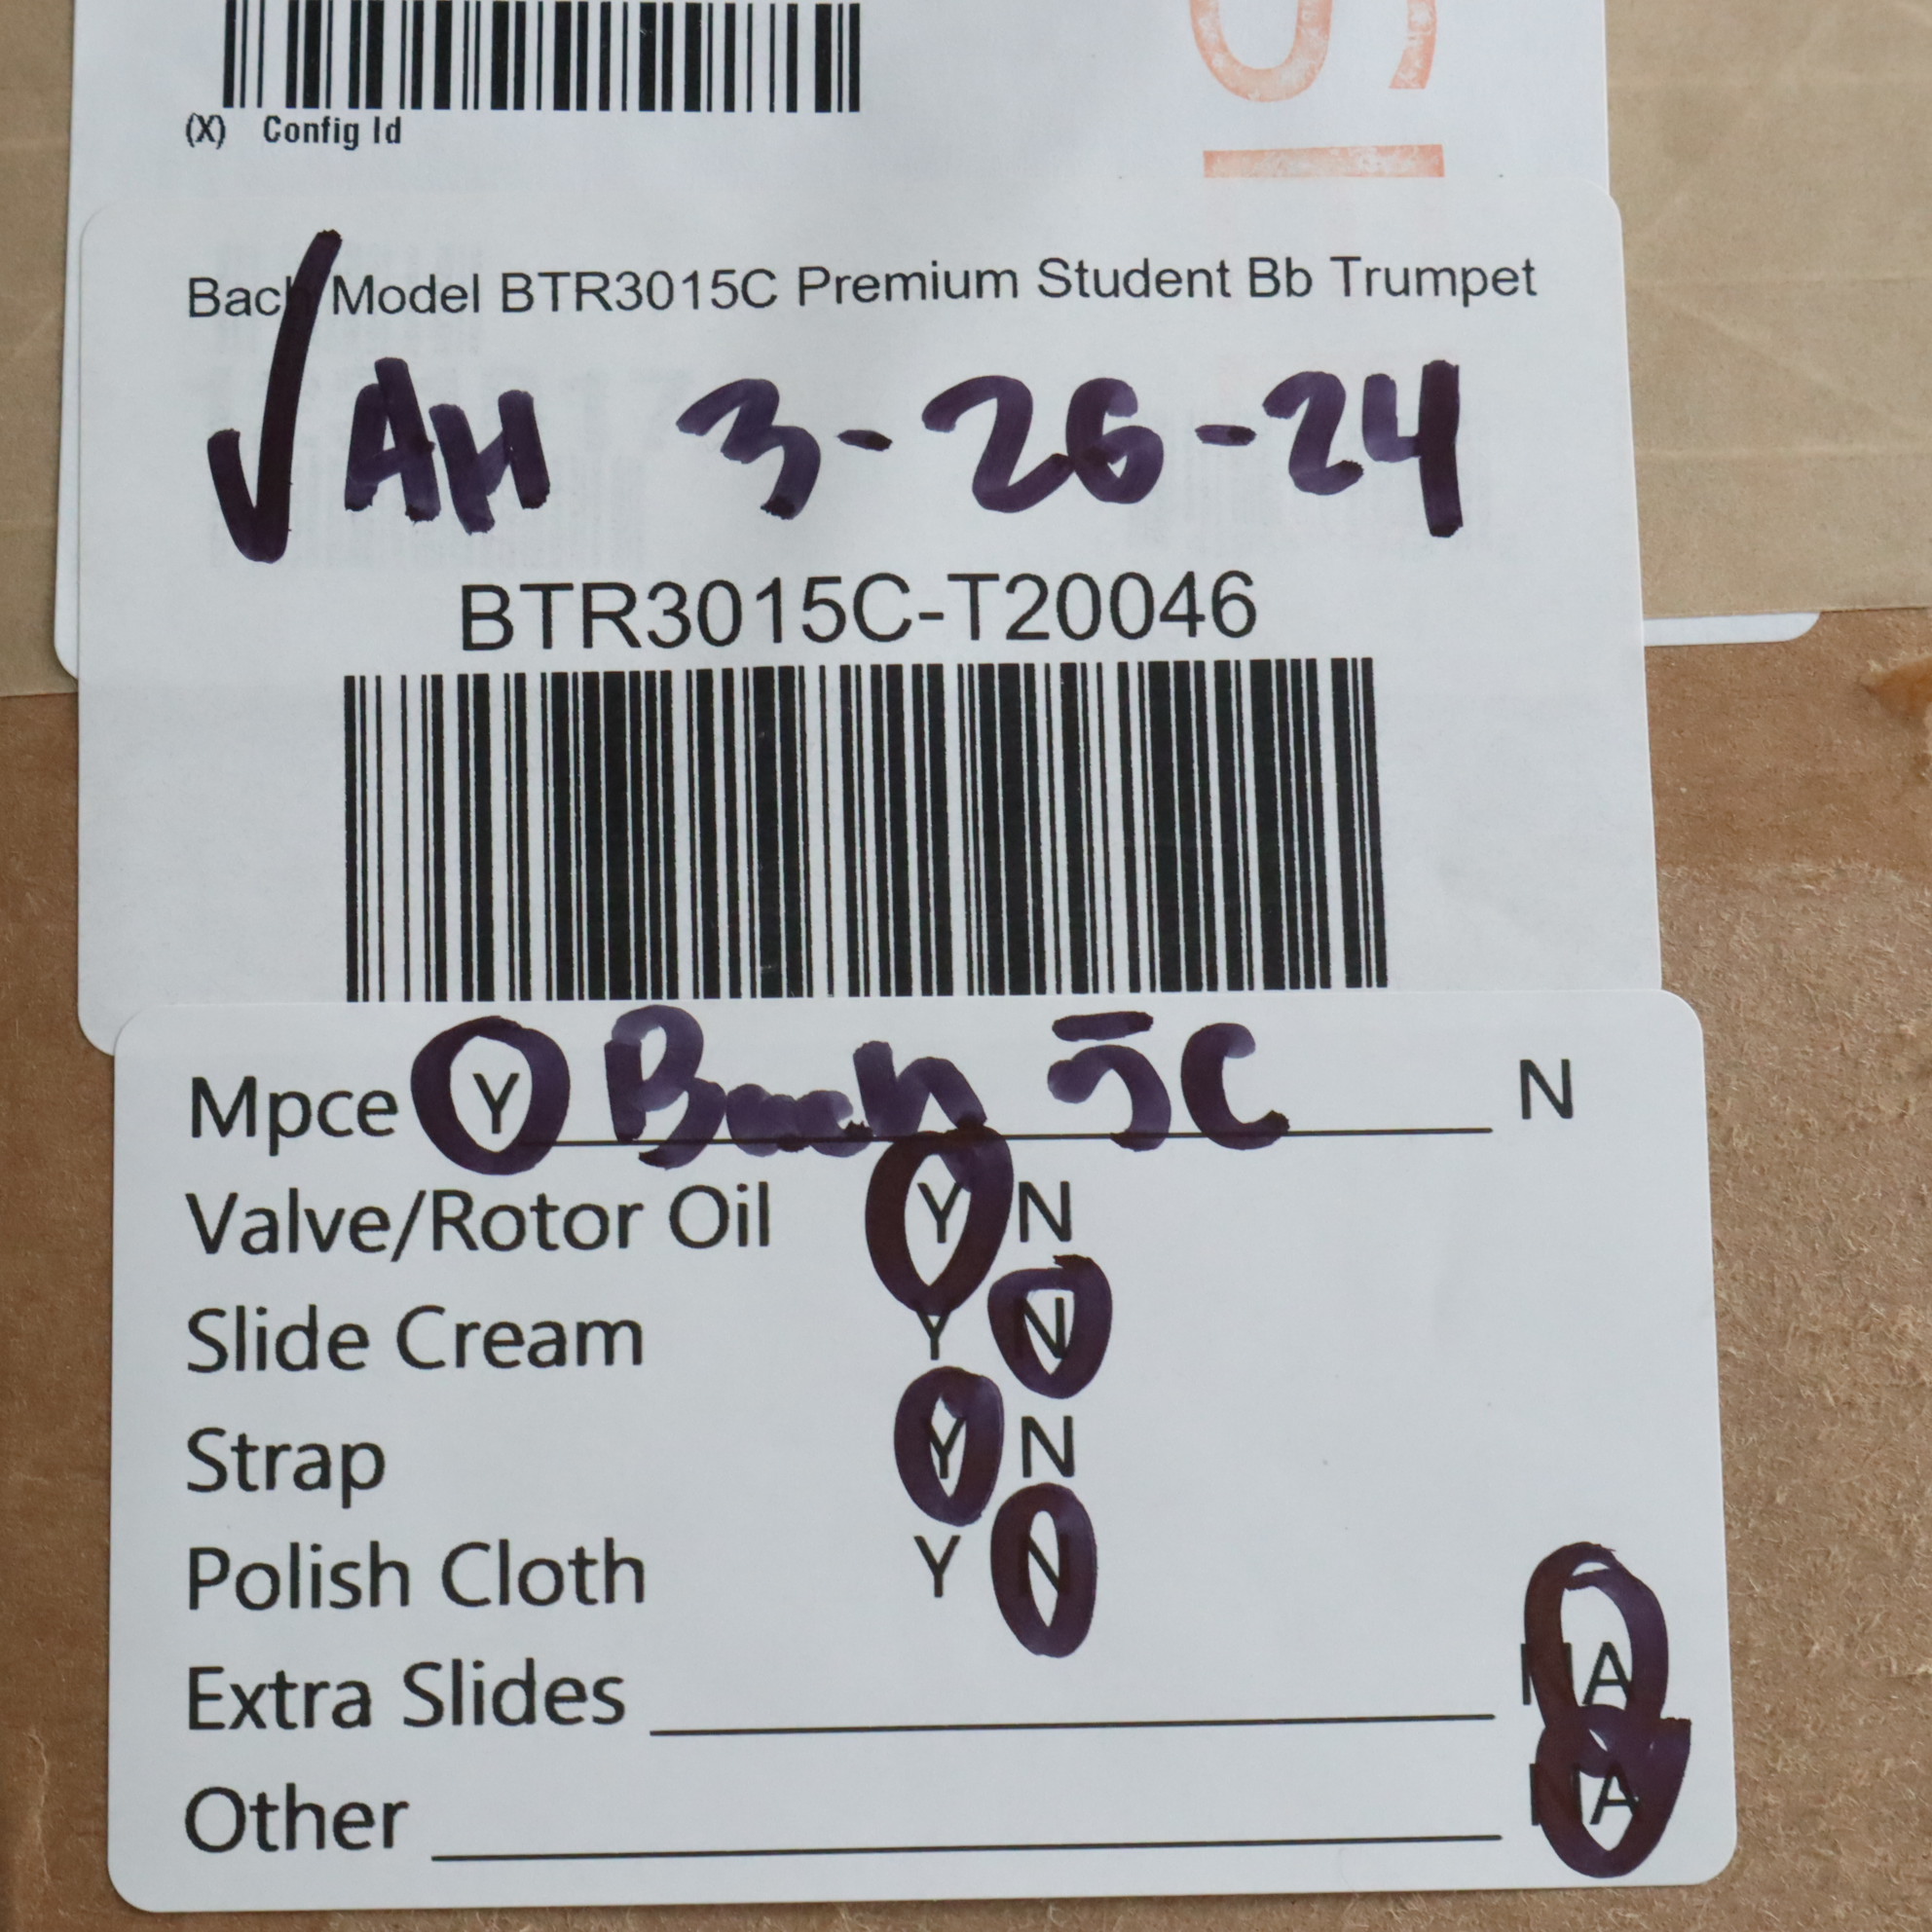 S
(X) Config Id
Bach Model BTR3015C Premium Student Bb Trumpet
✓ AH 3-26-24
BTR3015C-T20046
Mpce Y Bach 5C N
Valve/Rotor Oil Y N
Slide Cream Y N
Strap Y N
Polish Cloth Y N
Extra Slides NA
Other NA